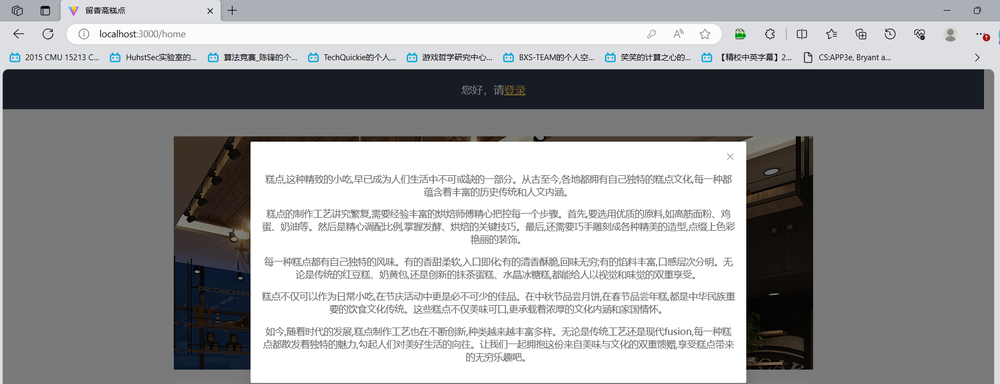 留香斋糕点
localhost:3000/home
2015 CMU 15213 C...
HuhstSec实验室的...
算法竞赛_陈锋的个...
TechQuickie的个人...
游戏哲学研究中心...
BXS-TEAM的个人空...
笑笑的计算之心的...
【精校中英字幕】2...
CS:APP3e, Bryant a...
您好，请登录
糕点,这种精致的小吃,早已成为人们生活中不可或缺的一部分。从古至今,各地都拥有自己独特的糕点文化,每一种都
蕴含着丰富的历史传统和人文内涵。
糕点的制作工艺讲究繁复,需要经验丰富的烘焙师傅精心把控每一个步骤。首先,要选用优质的原料,如高筋面粉、鸡
蛋、奶油等。然后是精心调配比例,掌握发酵、烘焙的关键技巧。最后,还需要巧手雕刻成各种精美的造型,点缀上色彩
艳丽的装饰。
每一种糕点都有自己独特的风味。有的香甜柔软,入口即化;有的清香酥脆,回味无穷;有的馅料丰富,口感层次分明。无
论是传统的红豆糕、奶黄包,还是创新的抹茶蛋糕、水晶冰糖糕,都能给人以视觉和味觉的双重享受。
糕点不仅可以作为日常小吃,在节庆活动中更是必不可少的佳品。在中秋节品尝月饼,在春节品尝年糕,都是中华民族重
要的饮食文化传统。这些糕点不仅美味可口,更承载着浓厚的文化内涵和家国情怀。
如今,随着时代的发展,糕点制作工艺也在不断创新,种类越来越丰富多样。无论是传统工艺还是现代fusion,每一种糕
点都散发着独特的魅力,勾起人们对美好生活的向往。让我们一起拥抱这份来自美味与文化的双重馈赠,享受糕点带来
的无穷乐趣吧。
ONE CAKE